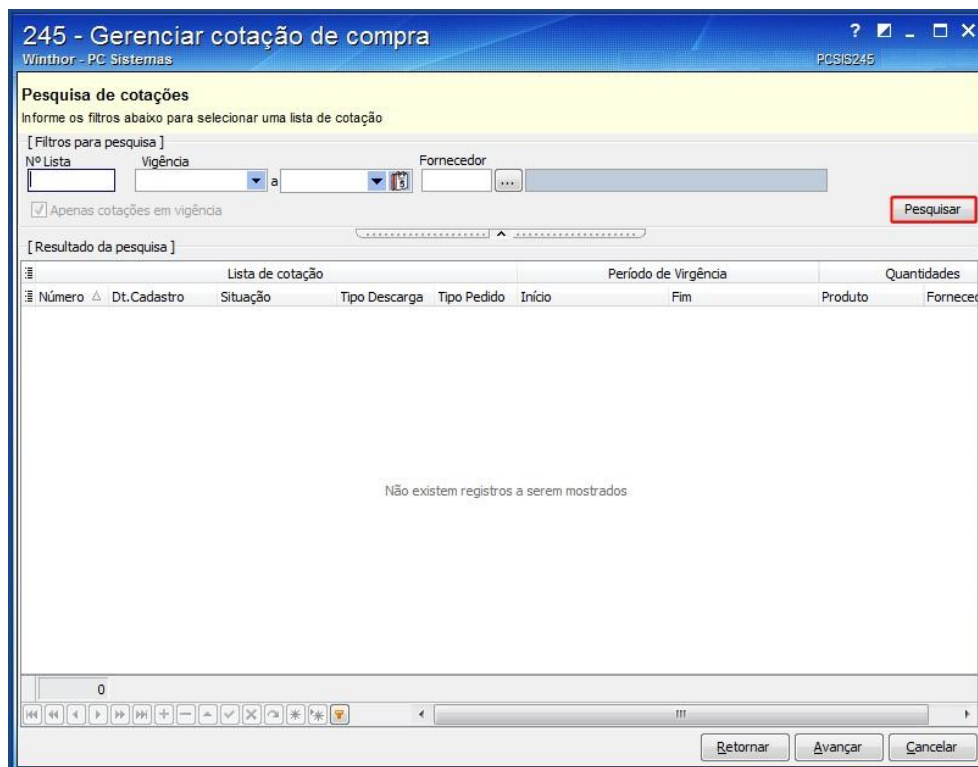 245 - Gerenciar cotação de compra
Winthor - PC Sistemas PCSIS245
Pesquisa de cotações
Informe os filtros abaixo para selecionar uma lista de cotação
[ Filtros para pesquisa ]
Nº Lista Vigência Fornecedor
a
...
Apenas cotações em vigência Pesquisar
[ Resultado da pesquisa ]
Lista de cotação Período de Virgência Quantidades
Número Dt.Cadastro Situação Tipo Descarga Tipo Pedido Início Fim Produto Fornecec
Não existem registros a serem mostrados
0
Retornar Avançar Cancelar